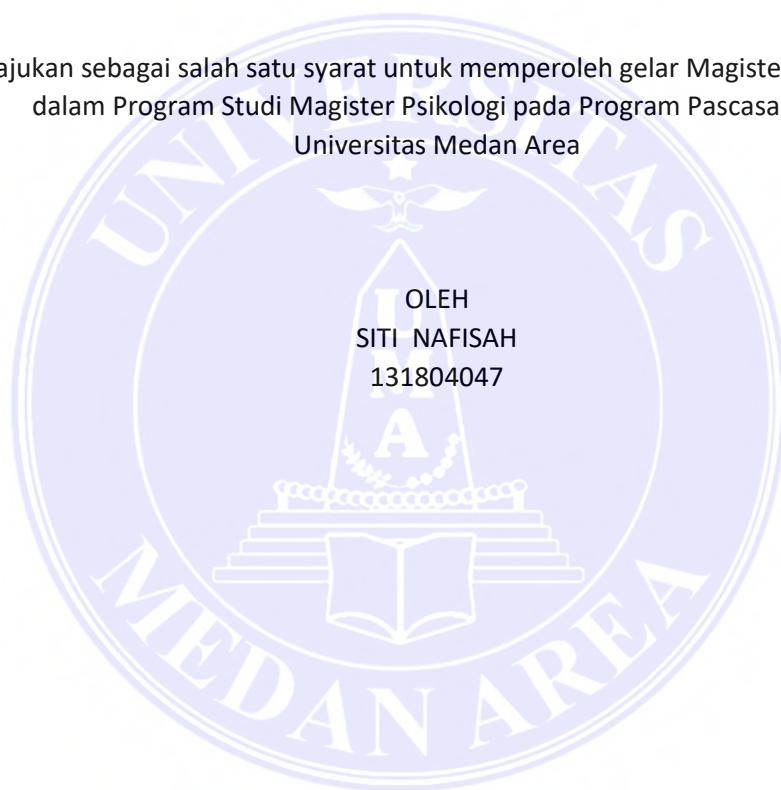 ajukan sebagai salah satu syarat untuk memperoleh gelar Magiste
dalam Program Studi Magister Psikologi pada Program Pascasa
Universitas Medan Area
OLEH
SITI NAFISAH
131804047
UNIVERSITAS
UMA
MEDAN AREA